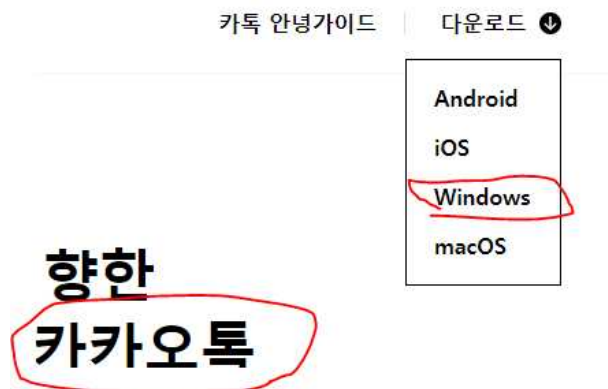 카톡 안녕가이드 다운로드
Android
iOS
Windows
macOS
향한
카카오톡